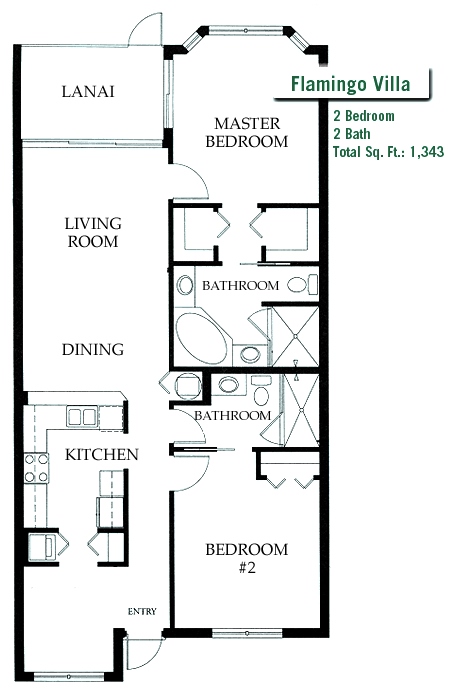 Flamingo Villa
2 Bedroom
2 Bath
Total Sq. Ft.: 1,343
LANAI
MASTER
BEDROOM
LIVING
ROOM
BATHROOM
DINING
BATHROOM
KITCHEN
BEDROOM
#2
ENTRY